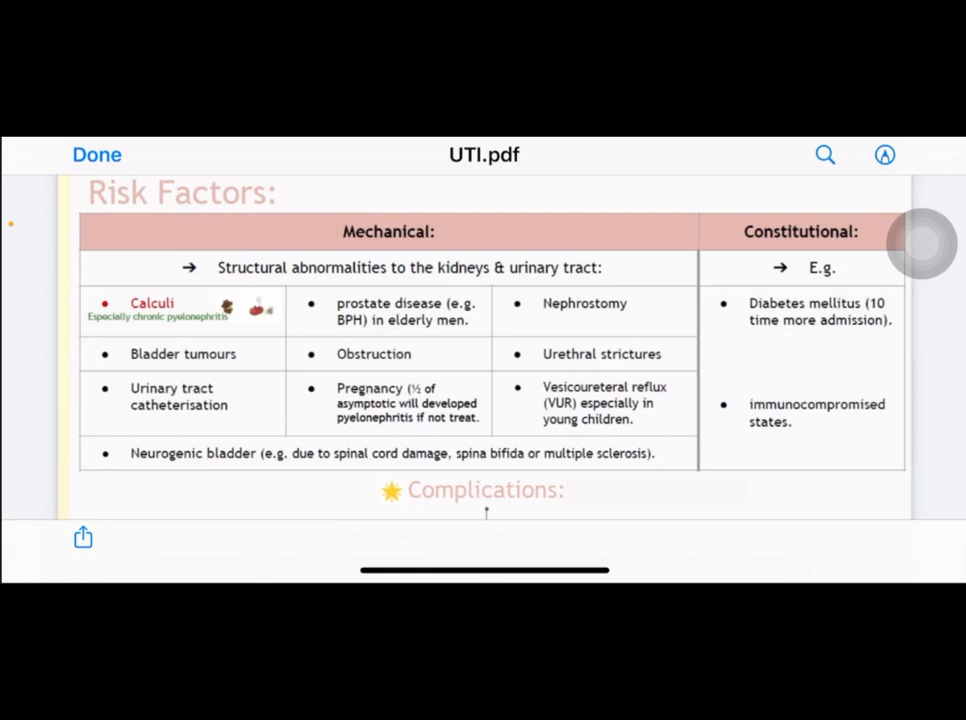 Done
UTI.pdf
Risk Factors:
Mechanical:
Constitutional:
→ Structural abnormalities to the kidneys & urinary tract:
→ E.g.
• Calculi
Especially chronic pyelonephritis
• prostate disease (e.g.
BPH) in elderly men.
• Nephrostomy
• Diabetes mellitus (10
time more admission).
• Bladder tumours
• Obstruction
• Urethral strictures
• Urinary tract
catheterisation
• Pregnancy (½ of
asymptotic will developed
pyelonephritis if not treat.
• Vesicoureteral reflux
(VUR) especially in
young children.
• immunocompromised
states.
• Neurogenic bladder (e.g. due to spinal cord damage, spina bifida or multiple sclerosis).
Complications: